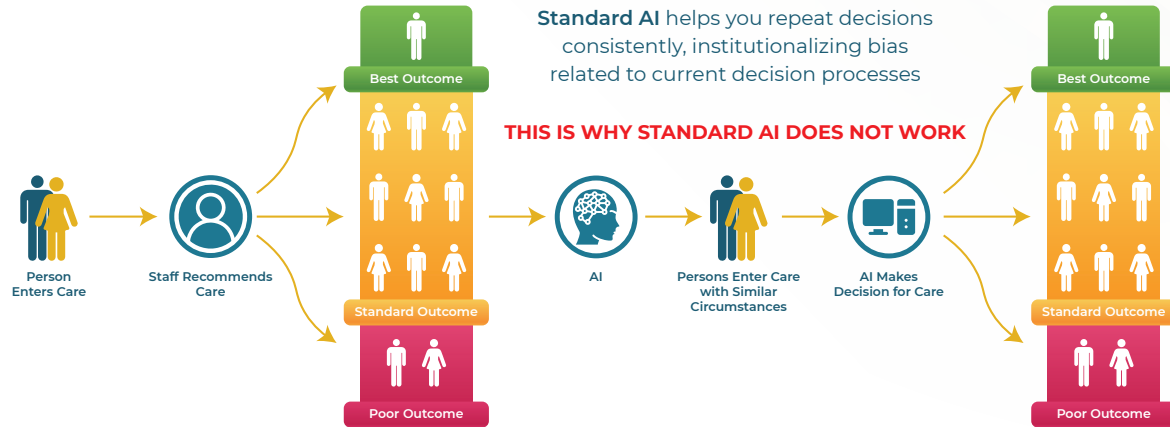 Standard AI helps you repeat decisions
consistently, institutionalizing bias
related to current decision processes
THIS IS WHY STANDARD AI DOES NOT WORK
Person
Enters Care
Staff Recommends
Care
Best Outcome
Standard Outcome
Poor Outcome
AI
Persons Enter Care
with Similar
Circumstances
AI Makes
Decision for Care
Best Outcome
Standard Outcome
Poor Outcome